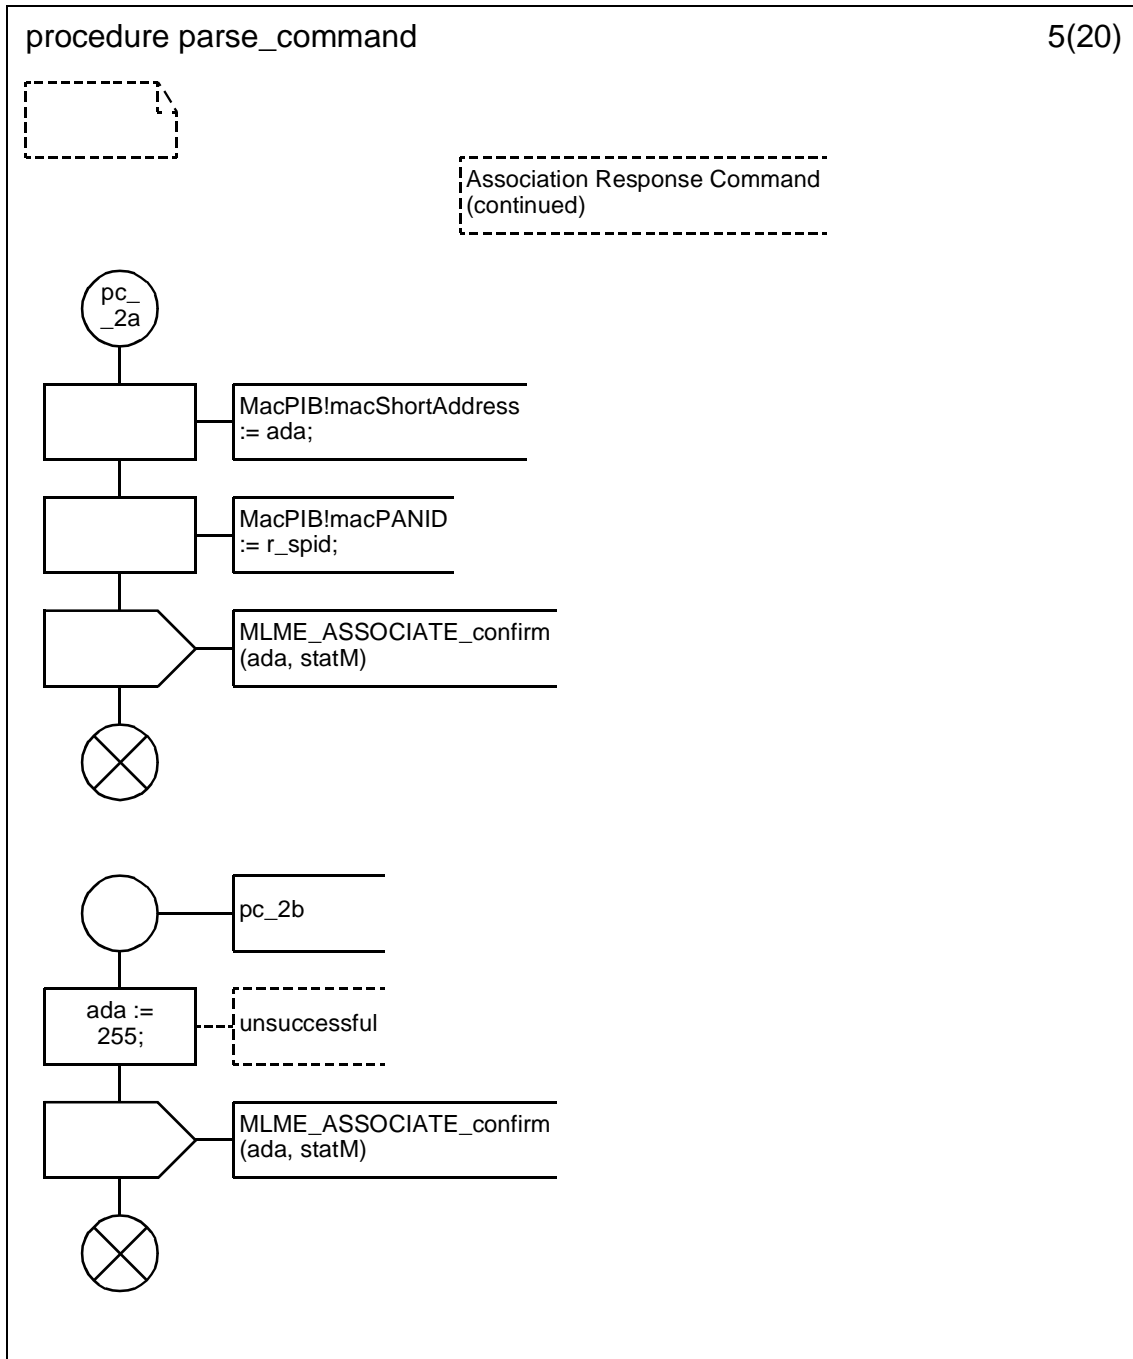 procedure parse_command
5(20)
Association Response Command
(continued)
pc_
_2a
MacPIB!macShortAddress
:= ada;
MacPIB!macPANID
:= r_spid;
MLME_ASSOCIATE_confirm
(ada, statM)
pc_2b
ada :=
255;
unsuccessful
MLME_ASSOCIATE_confirm
(ada, statM)